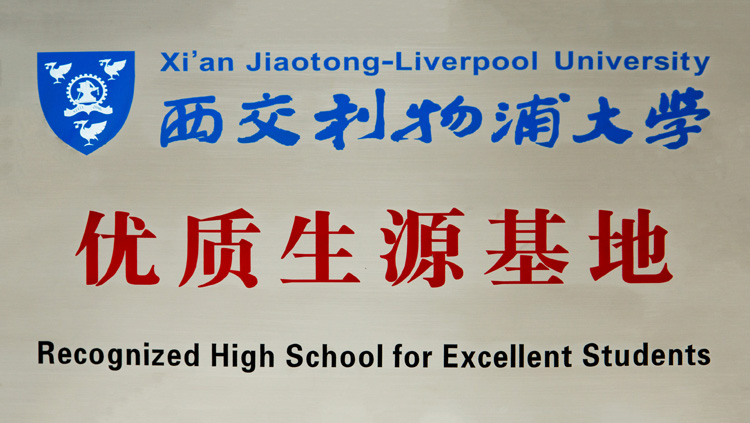 Xi'an Jiaotong-Liverpool University
西交利物浦大学
优质生源基地
Recognized High School for Excellent Students